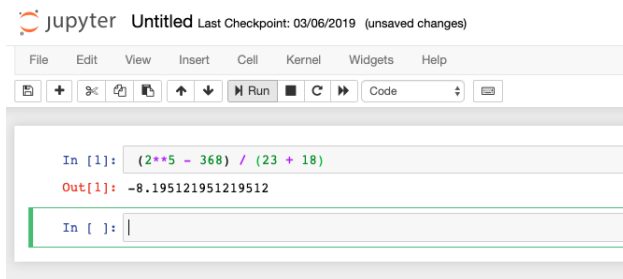 jupyter Untitled Last Checkpoint: 03/06/2019 (unsaved changes)
File Edit View Insert Cell Kernel Widgets Help
Run Code
In [1]: (2**5 - 368) / (23 + 18)
Out[1]: -8.195121951219512
In [ ]: